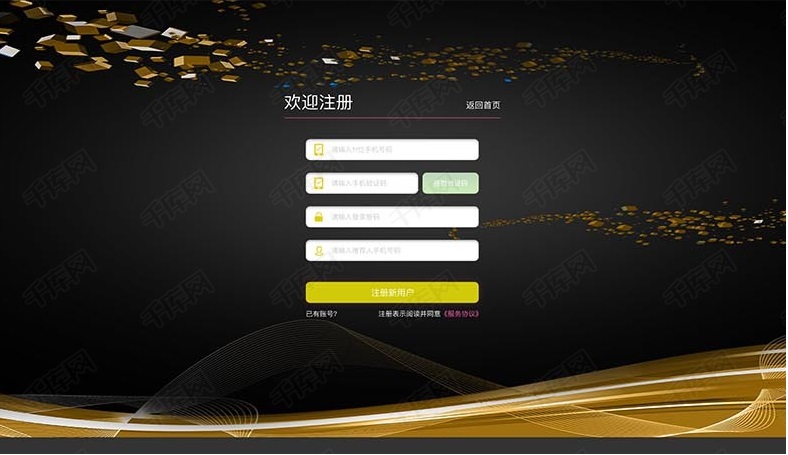 欢迎注册
返回首页
请输入11位手机号码
请输入手机验证码
获取验证码
请输入登录密码
请输入推荐人手机号码
注册新用户
已有账号?
注册表示阅读并同意《服务协议》
千库网